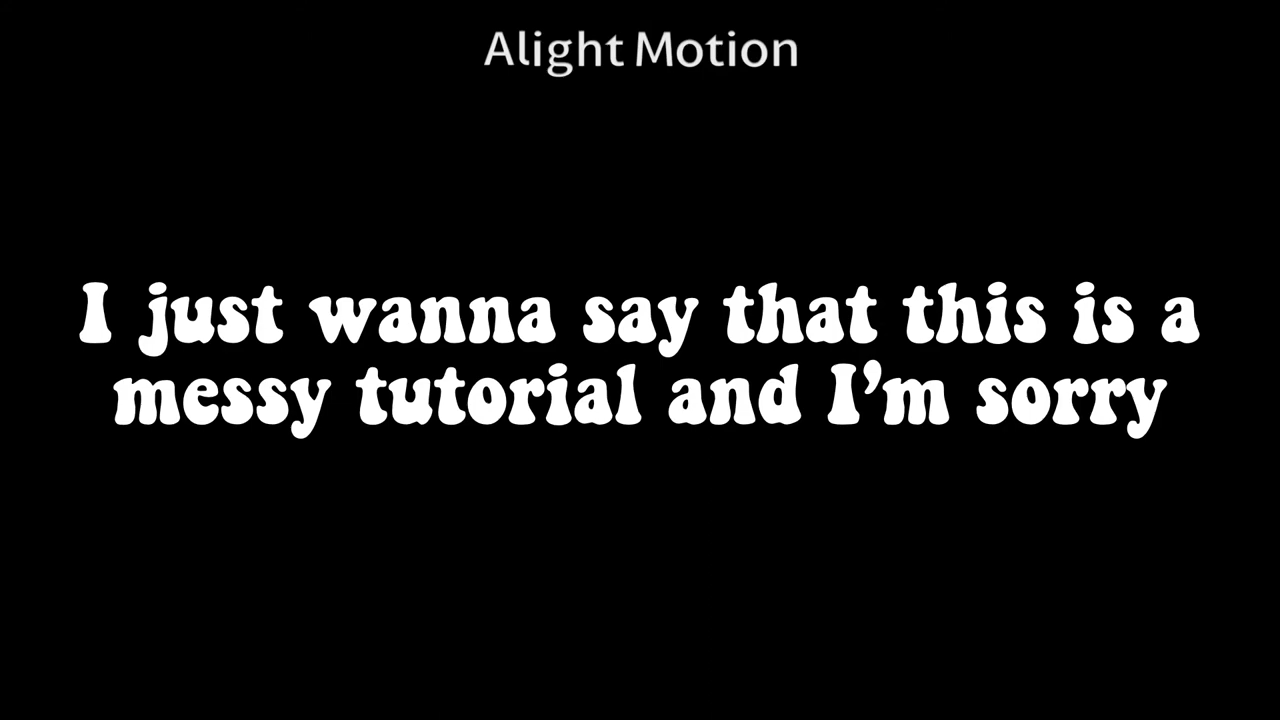 Alight Motion
I just wanna say that this is a
messy tutorial and I’m sorry